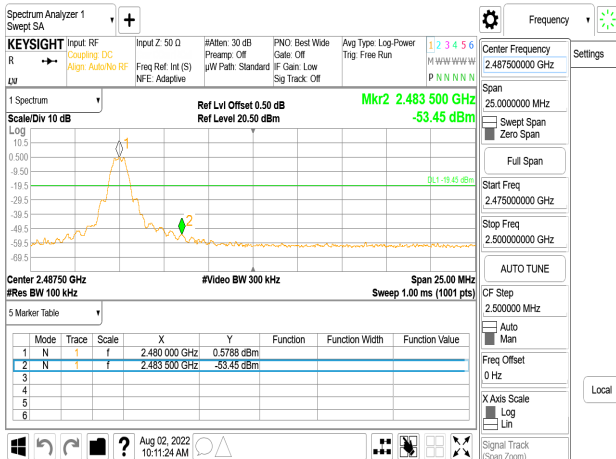 Spectrum Analyzer 1
Swept SA
Frequency
KEYSIGHT Input: RF Input Z: 50 Ω #Atten: 30 dB PNO: Best Wide Avg Type: Log-Power 1 2 3 4 5 6
R Coupling: DC Preamp: Off Gate: Off Trig: Free Run M W W W W W
Align: Auto/No RF Freq Ref: Int (S) µW Path: Standard IF Gain: Low
NFE: Adaptive Sig Track: Off P N N N N N
LXI
1 Spectrum
Scale/Div 10 dB
Ref Lvl Offset 0.50 dB
Ref Level 20.50 dBm
Mkr2 2.483 500 GHz
-53.45 dBm
Log
10.5
0.500
-9.50
-19.5
-29.5
-39.5
-49.5
-59.5
-69.5
1
2
DL1 -19.45 dBm
Center 2.48750 GHz #Video BW 300 kHz Span 25.00 MHz
#Res BW 100 kHz Sweep 1.00 ms (1001 pts)
5 Marker Table
Mode Trace Scale X Y Function Function Width Function Value
1 N 1 f 2.480 000 GHz 0.5788 dBm
2 N 1 f 2.483 500 GHz -53.45 dBm
3
4
5
6
?
Aug 02, 2022
10:11:24 AM
Center Frequency
2.487500000 GHz
Settings
Span
25.0000000 MHz
Swept Span
Zero Span
Full Span
Start Freq
2.475000000 GHz
Stop Freq
2.500000000 GHz
AUTO TUNE
CF Step
2.500000 MHz
Auto
Man
Freq Offset
0 Hz
X Axis Scale
Log
Lin
Local
Signal Track
(Span Zoom)